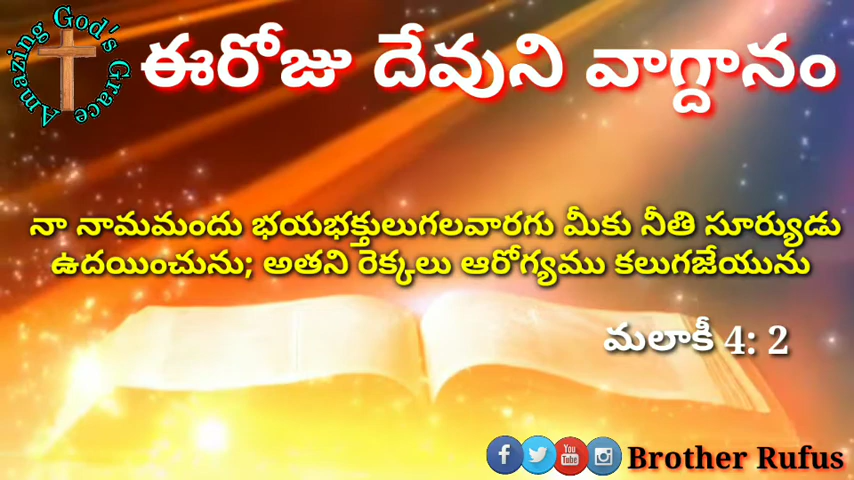 Amazing God's Grace
ఈరోజు దేవుని వాగ్దానం
నా నామమందు భయభక్తులుగలవారగు మీకు నీతి సూర్యుడు
ఉదయించును; అతని రెక్కలు ఆరోగ్యము కలుగజేయును
మలాకీ 4: 2
You
Tube
Brother Rufus